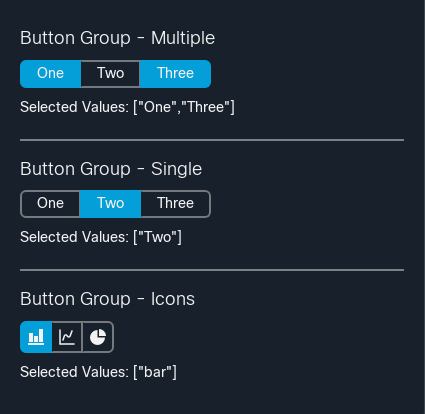 Button Group - Multiple
One Two Three
Selected Values: ["One","Three"]
Button Group - Single
One Two Three
Selected Values: ["Two"]
Button Group - Icons
Selected Values: ["bar"]